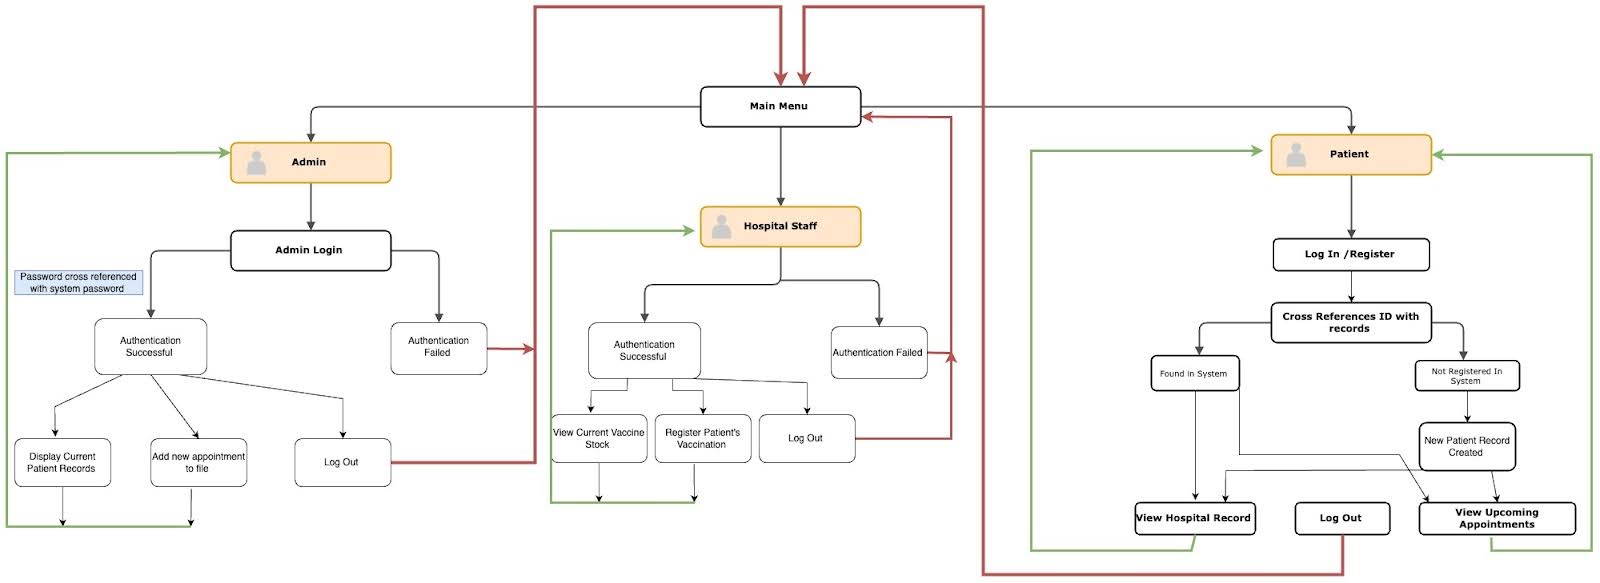 Main Menu
Admin
Patient
Hospital Staff
Admin Login
Log In /Register
Password cross referenced
with system password
Authentication
Successful
Authentication
Failed
Authentication
Successful
Authentication Failed
Cross References ID with
records
Found in System
Not Registered In
System
Display Current
Patient Records
Add new appointment
to file
Log Out
View Current Vaccine
Stock
Register Patient's
Vaccination
Log Out
New Patient Record
Created
View Hospital Record
Log Out
View Upcoming
Appointments